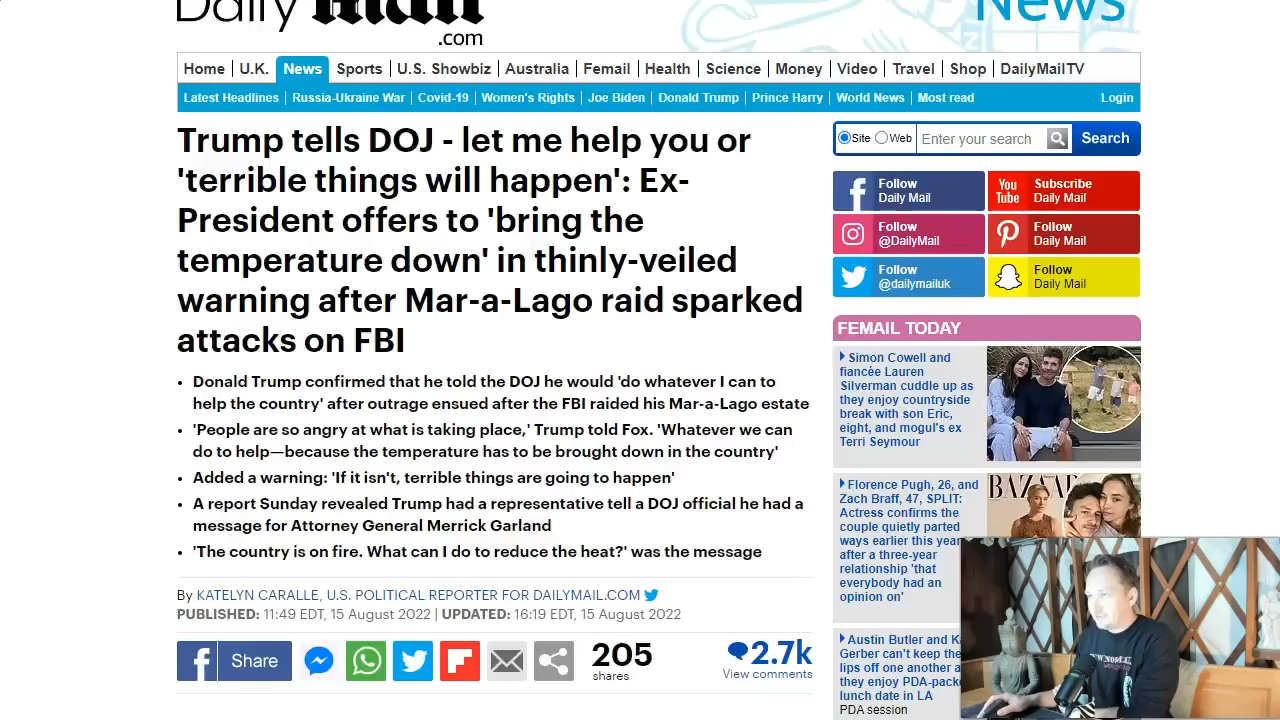 Daily Mail
.com
News
Home U.K. News Sports U.S. Showbiz Australia Femail Health Science Money Video Travel Shop DailyMailTV
Latest Headlines Russia-Ukraine War Covid-19 Women's Rights Joe Biden Donald Trump Prince Harry World News Most read Login
Trump tells DOJ - let me help you or
'terrible things will happen': Ex-
President offers to 'bring the
temperature down' in thinly-veiled
warning after Mar-a-Lago raid sparked
attacks on FBI
• Donald Trump confirmed that he told the DOJ he would 'do whatever I can to
help the country' after outrage ensued after the FBI raided his Mar-a-Lago estate
• 'People are so angry at what is taking place,' Trump told Fox. 'Whatever we can
do to help—because the temperature has to be brought down in the country'
• Added a warning: 'If it isn't, terrible things are going to happen'
• A report Sunday revealed Trump had a representative tell a DOJ official he had a
message for Attorney General Merrick Garland
• 'The country is on fire. What can I do to reduce the heat?' was the message
By KATELYN CARALLE, U.S. POLITICAL REPORTER FOR DAILYMAIL.COM
PUBLISHED: 11:49 EDT, 15 August 2022 | UPDATED: 16:19 EDT, 15 August 2022
Share
205
shares
2.7k
View comments
Site Web Enter your search Search
Follow
Daily Mail
You
Tube
Subscribe
Daily Mail
Follow
@DailyMail
Follow
Daily Mail
Follow
@dailymailuk
Follow
Daily Mail
FEMAIL TODAY
Simon Cowell and
fiancée Lauren
Silverman cuddle up as
they enjoy countryside
break with son Eric,
eight, and mogul's ex
Terri Seymour
Florence Pugh, 26, and
Zach Braff, 47, SPLIT:
Actress confirms the
couple quietly parted
ways earlier this year
after a three-year
relationship 'that
everybody had an
opinion on'
BAZAAR
Austin Butler and K
Gerber can't keep the
lips off one another a
they enjoy PDA-packe
lunch date in LA
PDA session